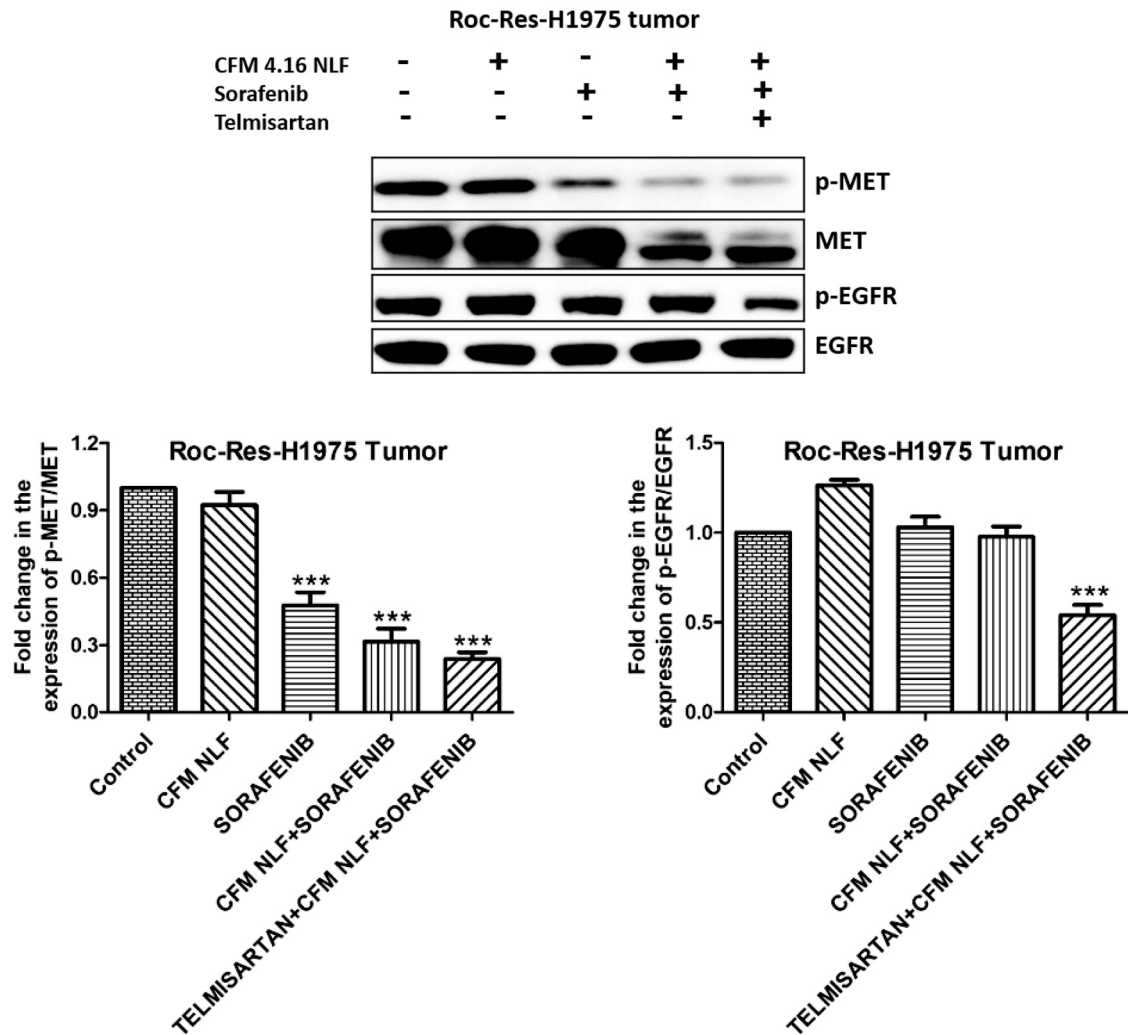 Roc-Res-H1975 tumor
CFM 4.16 NLF - + - + +
Sorafenib - - + + +
Telmisartan - - - - +
p-MET
MET
p-EGFR
EGFR
Roc-Res-H1975 Tumor
Fold change in the
expression of p-MET/MET
1.2
0.9
0.6
0.3
0.0
***
***
***
Control
CFM NLF
SORAFENIB
CFM NLF+SORAFENIB
TELMISARTAN+CFM NLF+SORAFENIB
Roc-Res-H1975 Tumor
Fold change in the
expression of p-EGFR/EGFR
1.5
1.0
0.5
0.0
***
Control
CFM NLF
SORAFENIB
CFM NLF+SORAFENIB
TELMISARTAN+CFM NLF+SORAFENIB